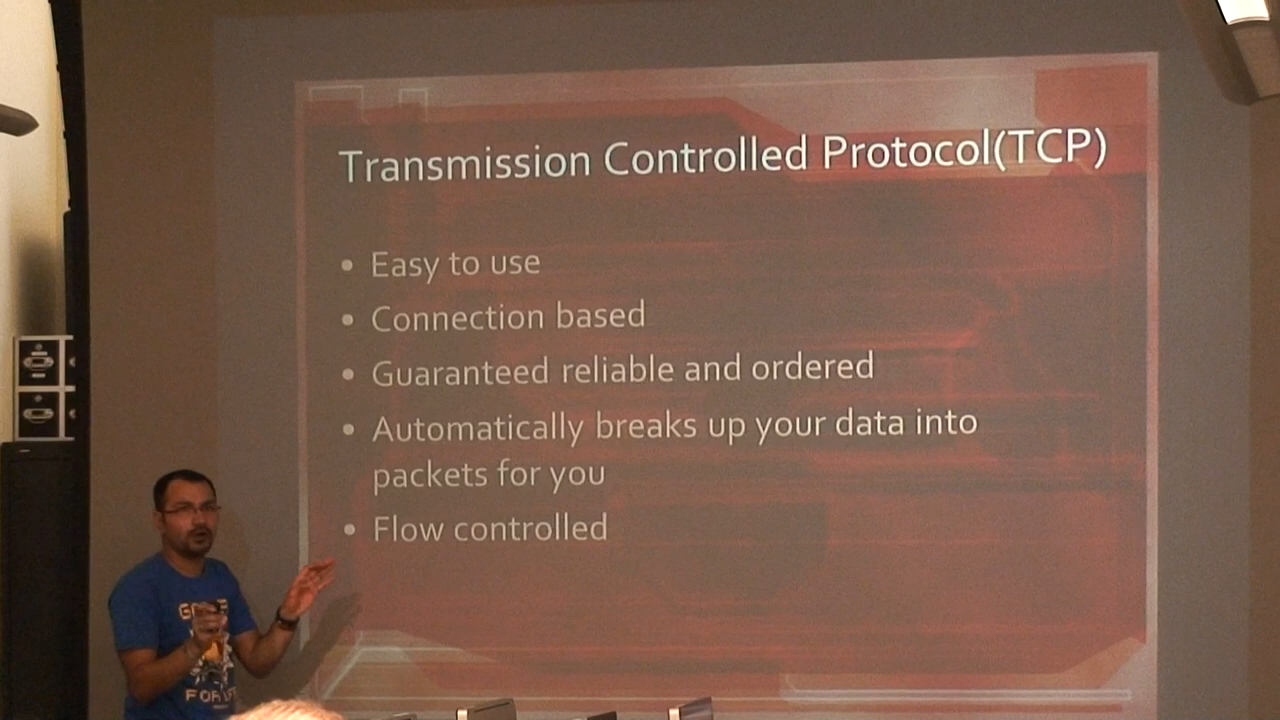 Transmission Controlled Protocol(TCP)
• Easy to use
• Connection based
• Guaranteed reliable and ordered
• Automatically breaks up your data into
packets for you
• Flow controlled
FOR